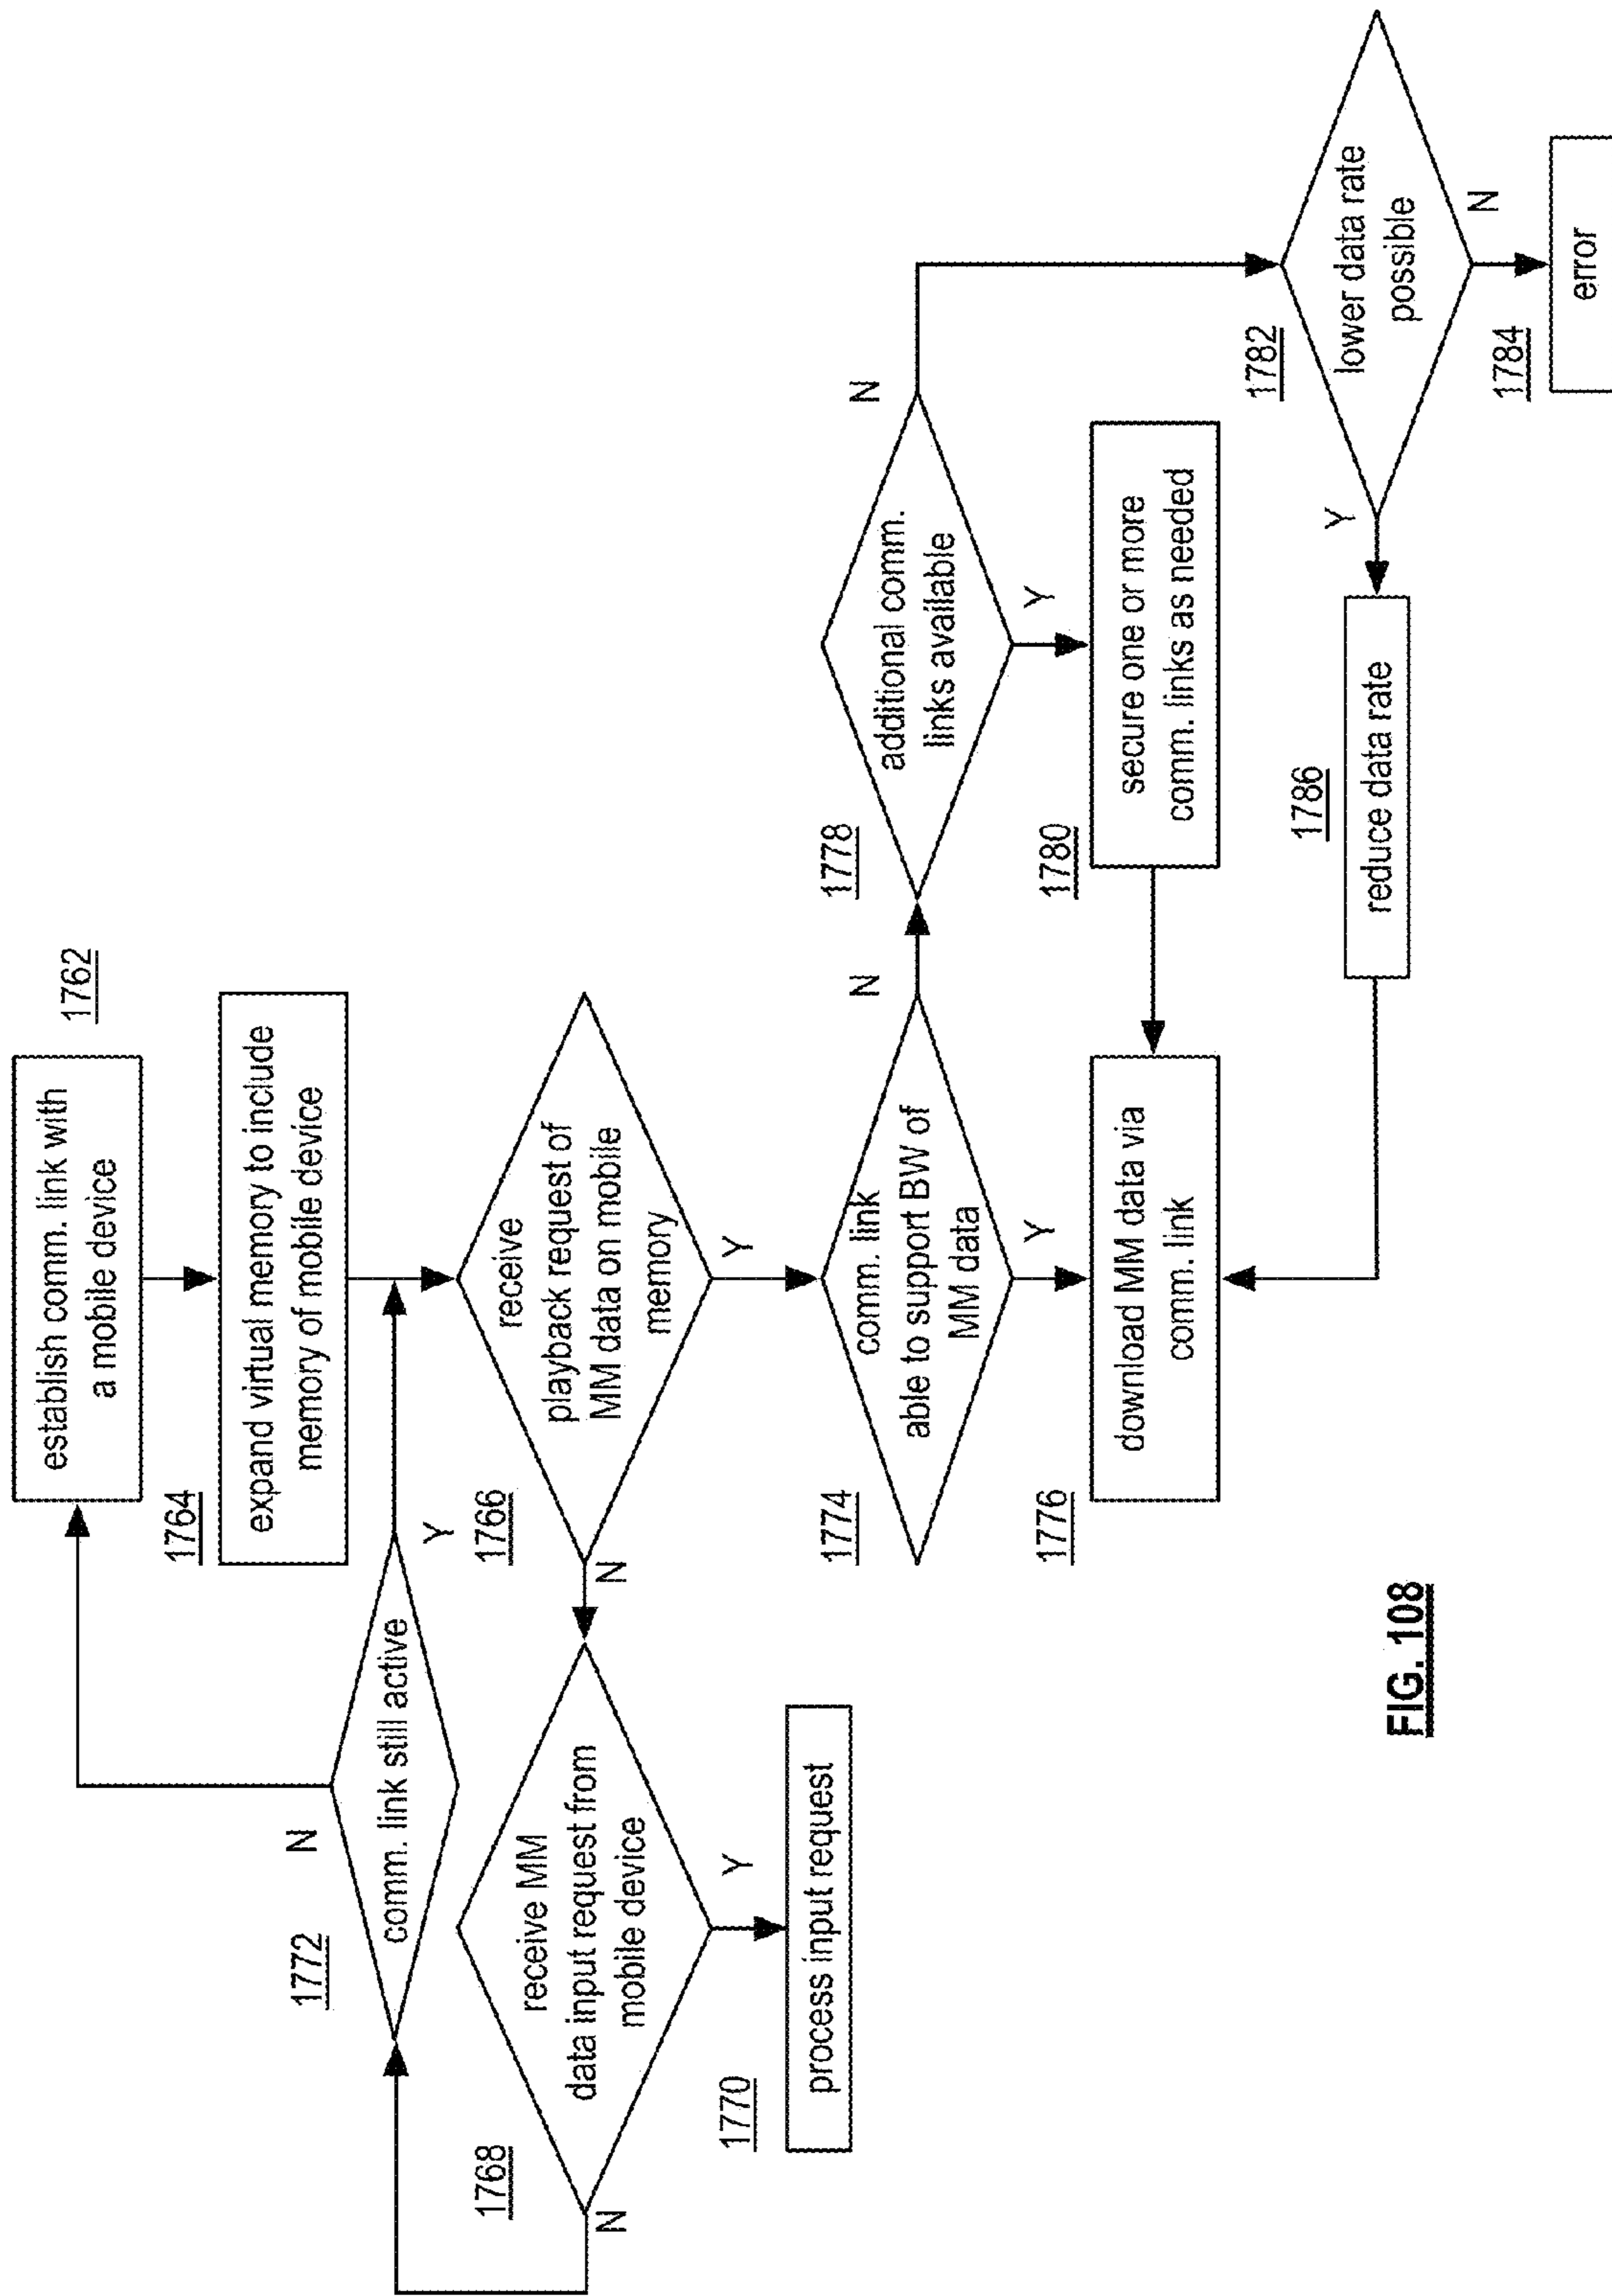 1762
establish comm. link with
a mobile device
1764
expand virtual memory to include
memory of mobile device
1772
N
comm. link still active
Y
1766
receive
playback request of
MM data on mobile
memory
N
Y
1768
receive MM
data input request from
mobile device
N
Y
1770
process input request
1774
comm. link
able to support BW of
MM data
N
Y
1776
download MM data via
comm. link
1778
additional comm.
links available
N
Y
1780
secure one or more
comm. links as needed
1782
lower data rate
possible
Y
N
1786
reduce data rate
1784
error
FIG. 108